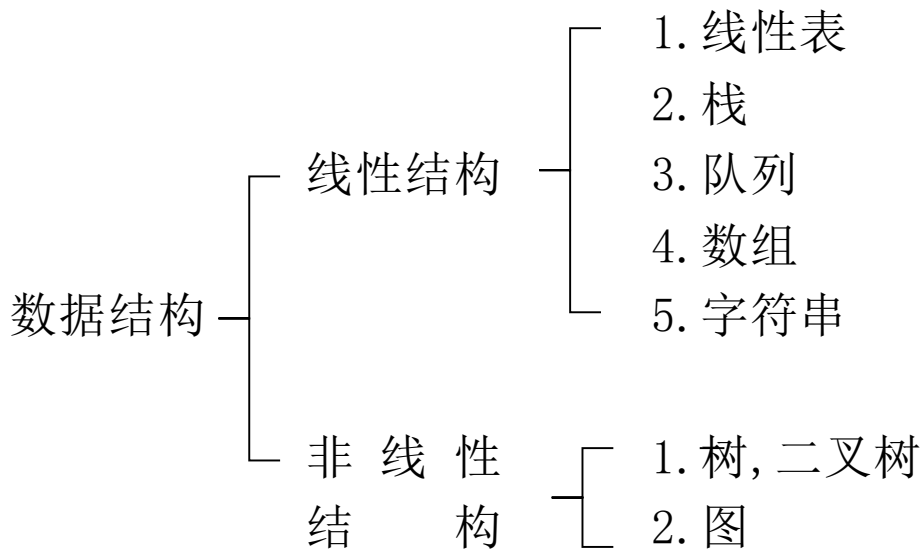 数据结构
线性结构
1.线性表
2.栈
3.队列
4.数组
5.字符串
非线性
结构
1.树,二叉树
2.图